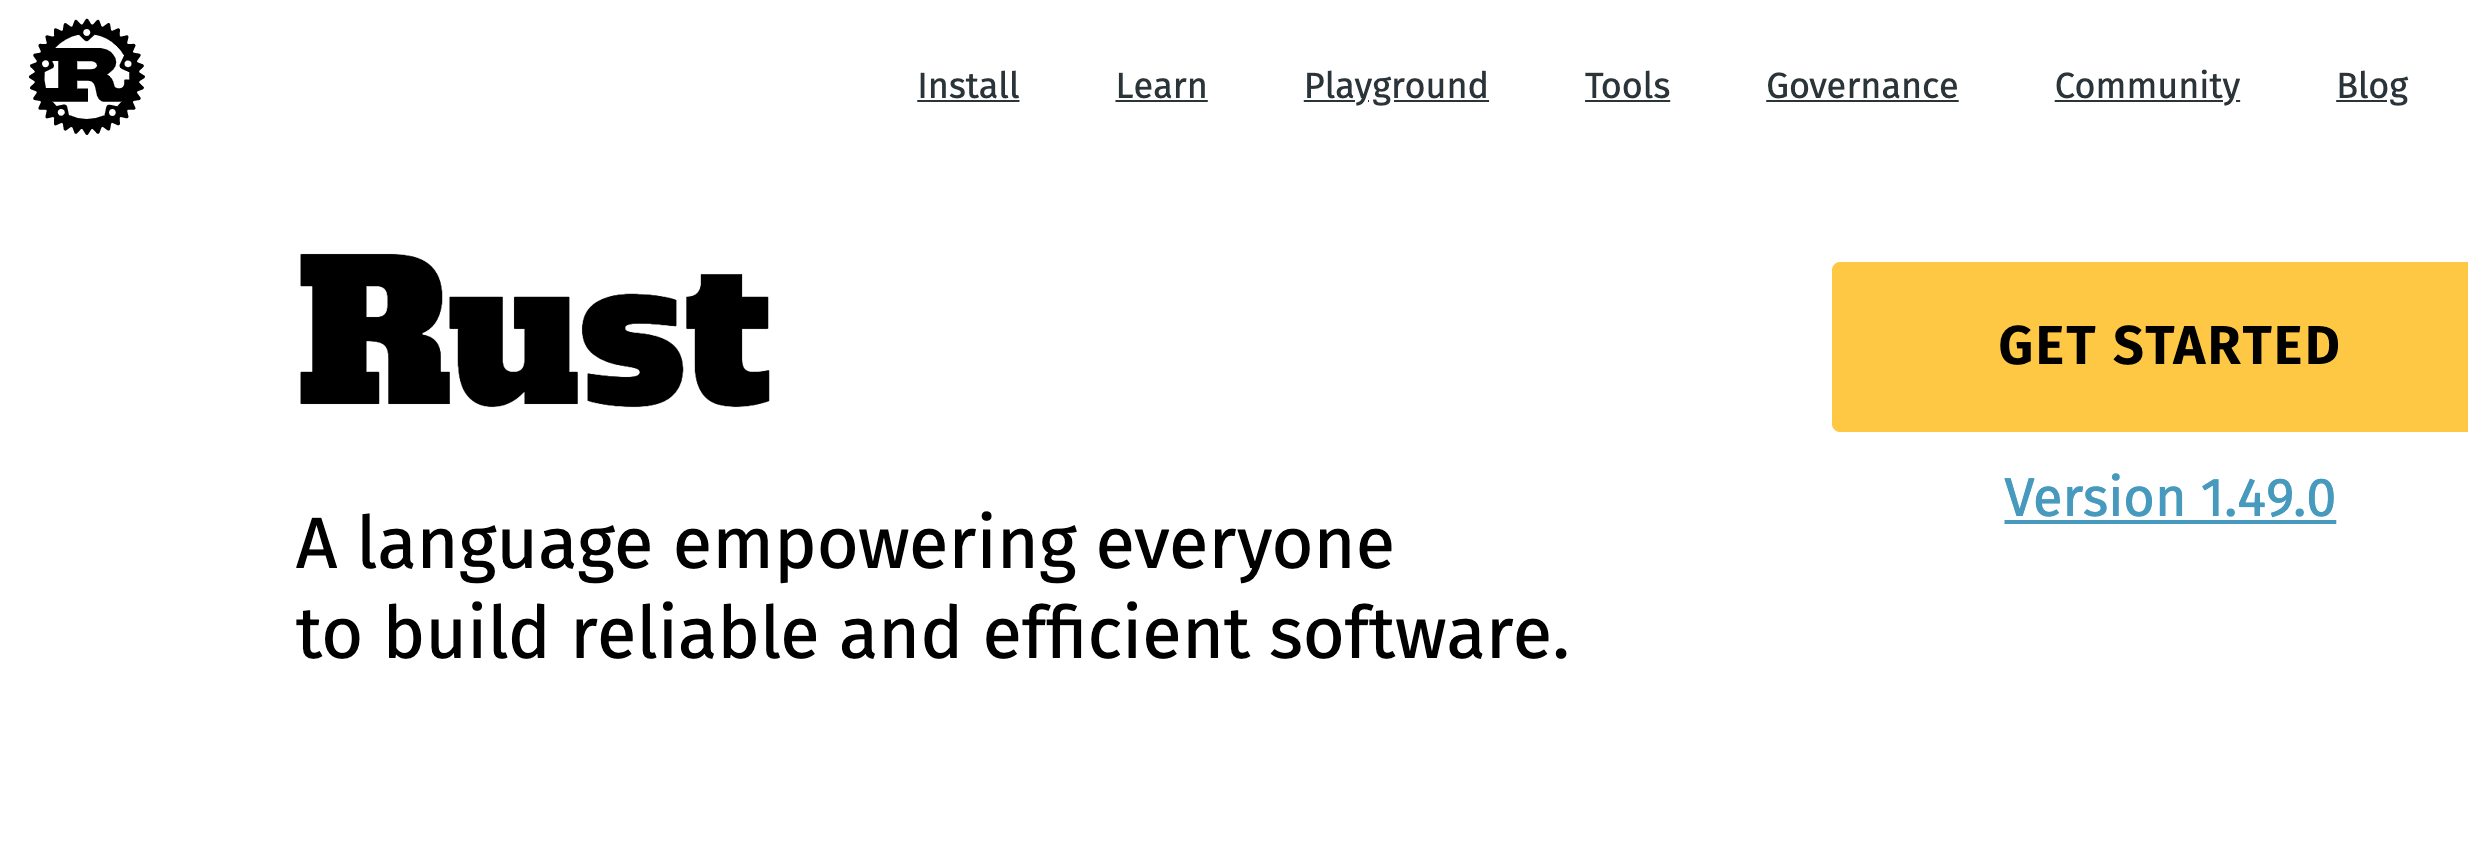 R
Install Learn Playground Tools Governance Community Blog
Rust
GET STARTED
Version 1.49.0
A language empowering everyone
to build reliable and efficient software.